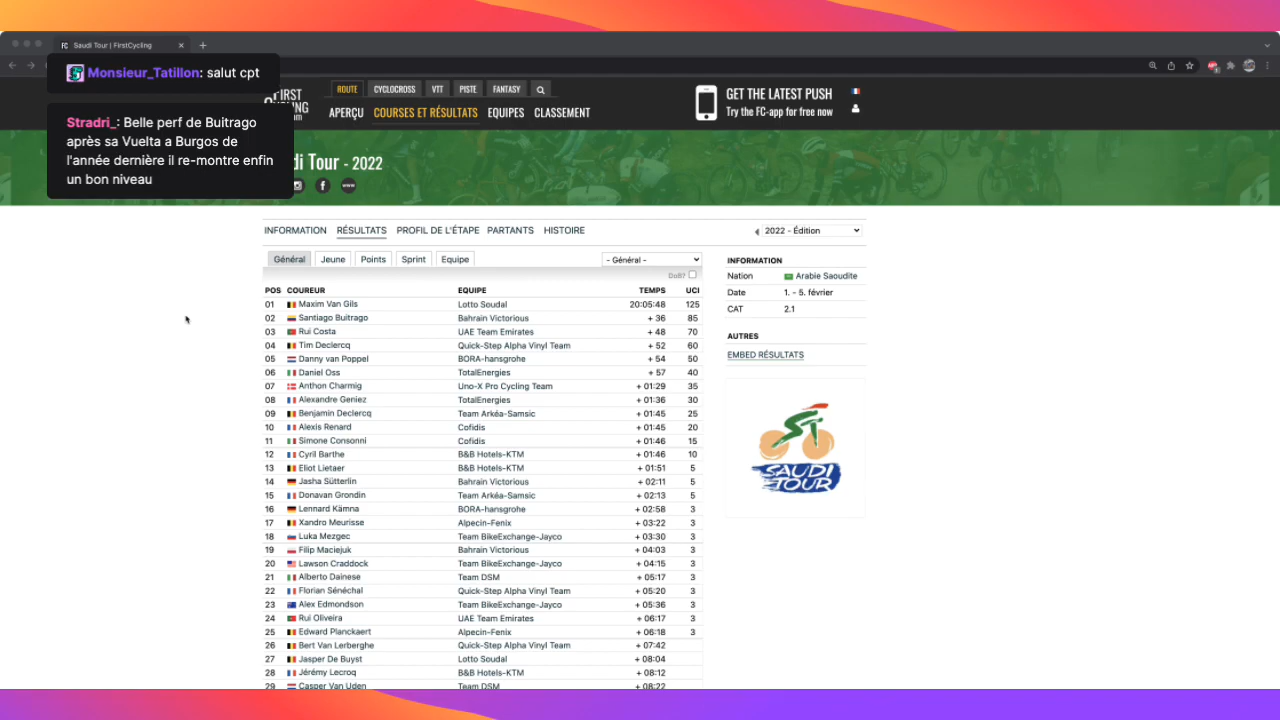 Saudi Tour | FirstCycling
Monsieur_Tatillon: salut cpt
Stradri_: Belle perf de Buitrago
après sa Vuelta a Burgos de
l'année dernière il re-montre enfin
un bon niveau
ROUTE CYCLOCROSS VTT PISTE FANTASY
APERÇU COURSES ET RÉSULTATS EQUIPES CLASSEMENT
GET THE LATEST PUSH
Try the FC-app for free now
di Tour - 2022
www
INFORMATION RÉSULTATS PROFIL DE L'ÉTAPE PARTANTS HISTOIRE
2022 - Édition
Général Jeune Points Sprint Equipe
- Général -
DoB?
POS COUREUR EQUIPE TEMPS UCI
01 Maxim Van Gils Lotto Soudal 20:05:48 125
02 Santiago Buitrago Bahrain Victorious + 36 85
03 Rui Costa UAE Team Emirates + 48 70
04 Tim Declercq Quick-Step Alpha Vinyl Team + 52 60
05 Danny van Poppel BORA-hansgrohe + 54 50
06 Daniel Oss TotalEnergies + 57 40
07 Anthon Charmig Uno-X Pro Cycling Team + 01:29 35
08 Alexandre Geniez TotalEnergies + 01:36 30
09 Benjamin Declercq Team Arkéa-Samsic + 01:45 25
10 Alexis Renard Cofidis + 01:45 20
11 Simone Consonni Cofidis + 01:46 15
12 Cyril Barthe B&B Hotels-KTM + 01:46 10
13 Eliot Lietaer B&B Hotels-KTM + 01:51 5
14 Jasha Sütterlin Bahrain Victorious + 02:11 5
15 Donavan Grondin Team Arkéa-Samsic + 02:13 5
16 Lennard Kämna BORA-hansgrohe + 02:58 3
17 Xandro Meurisse Alpecin-Fenix + 03:22 3
18 Luka Mezgec Team BikeExchange-Jayco + 03:30 3
19 Filip Maciejuk Bahrain Victorious + 04:03 3
20 Lawson Craddock Team BikeExchange-Jayco + 04:15 3
21 Alberto Dainese Team DSM + 05:17 3
22 Florian Sénéchal Quick-Step Alpha Vinyl Team + 05:20 3
23 Alex Edmondson Team BikeExchange-Jayco + 05:36 3
24 Rui Oliveira UAE Team Emirates + 06:17 3
25 Edward Planckaert Alpecin-Fenix + 06:18 3
26 Bert Van Lerberghe Quick-Step Alpha Vinyl Team + 07:42
27 Jasper De Buyst Lotto Soudal + 08:04
28 Jérémy Lecroq B&B Hotels-KTM + 08:12
29 Casper Van Uden Team DSM + 08:22
INFORMATION
Nation Arabie Saoudite
Date 1. - 5. février
CAT 2.1
AUTRES
EMBED RÉSULTATS
ST
SAUDI
TOUR